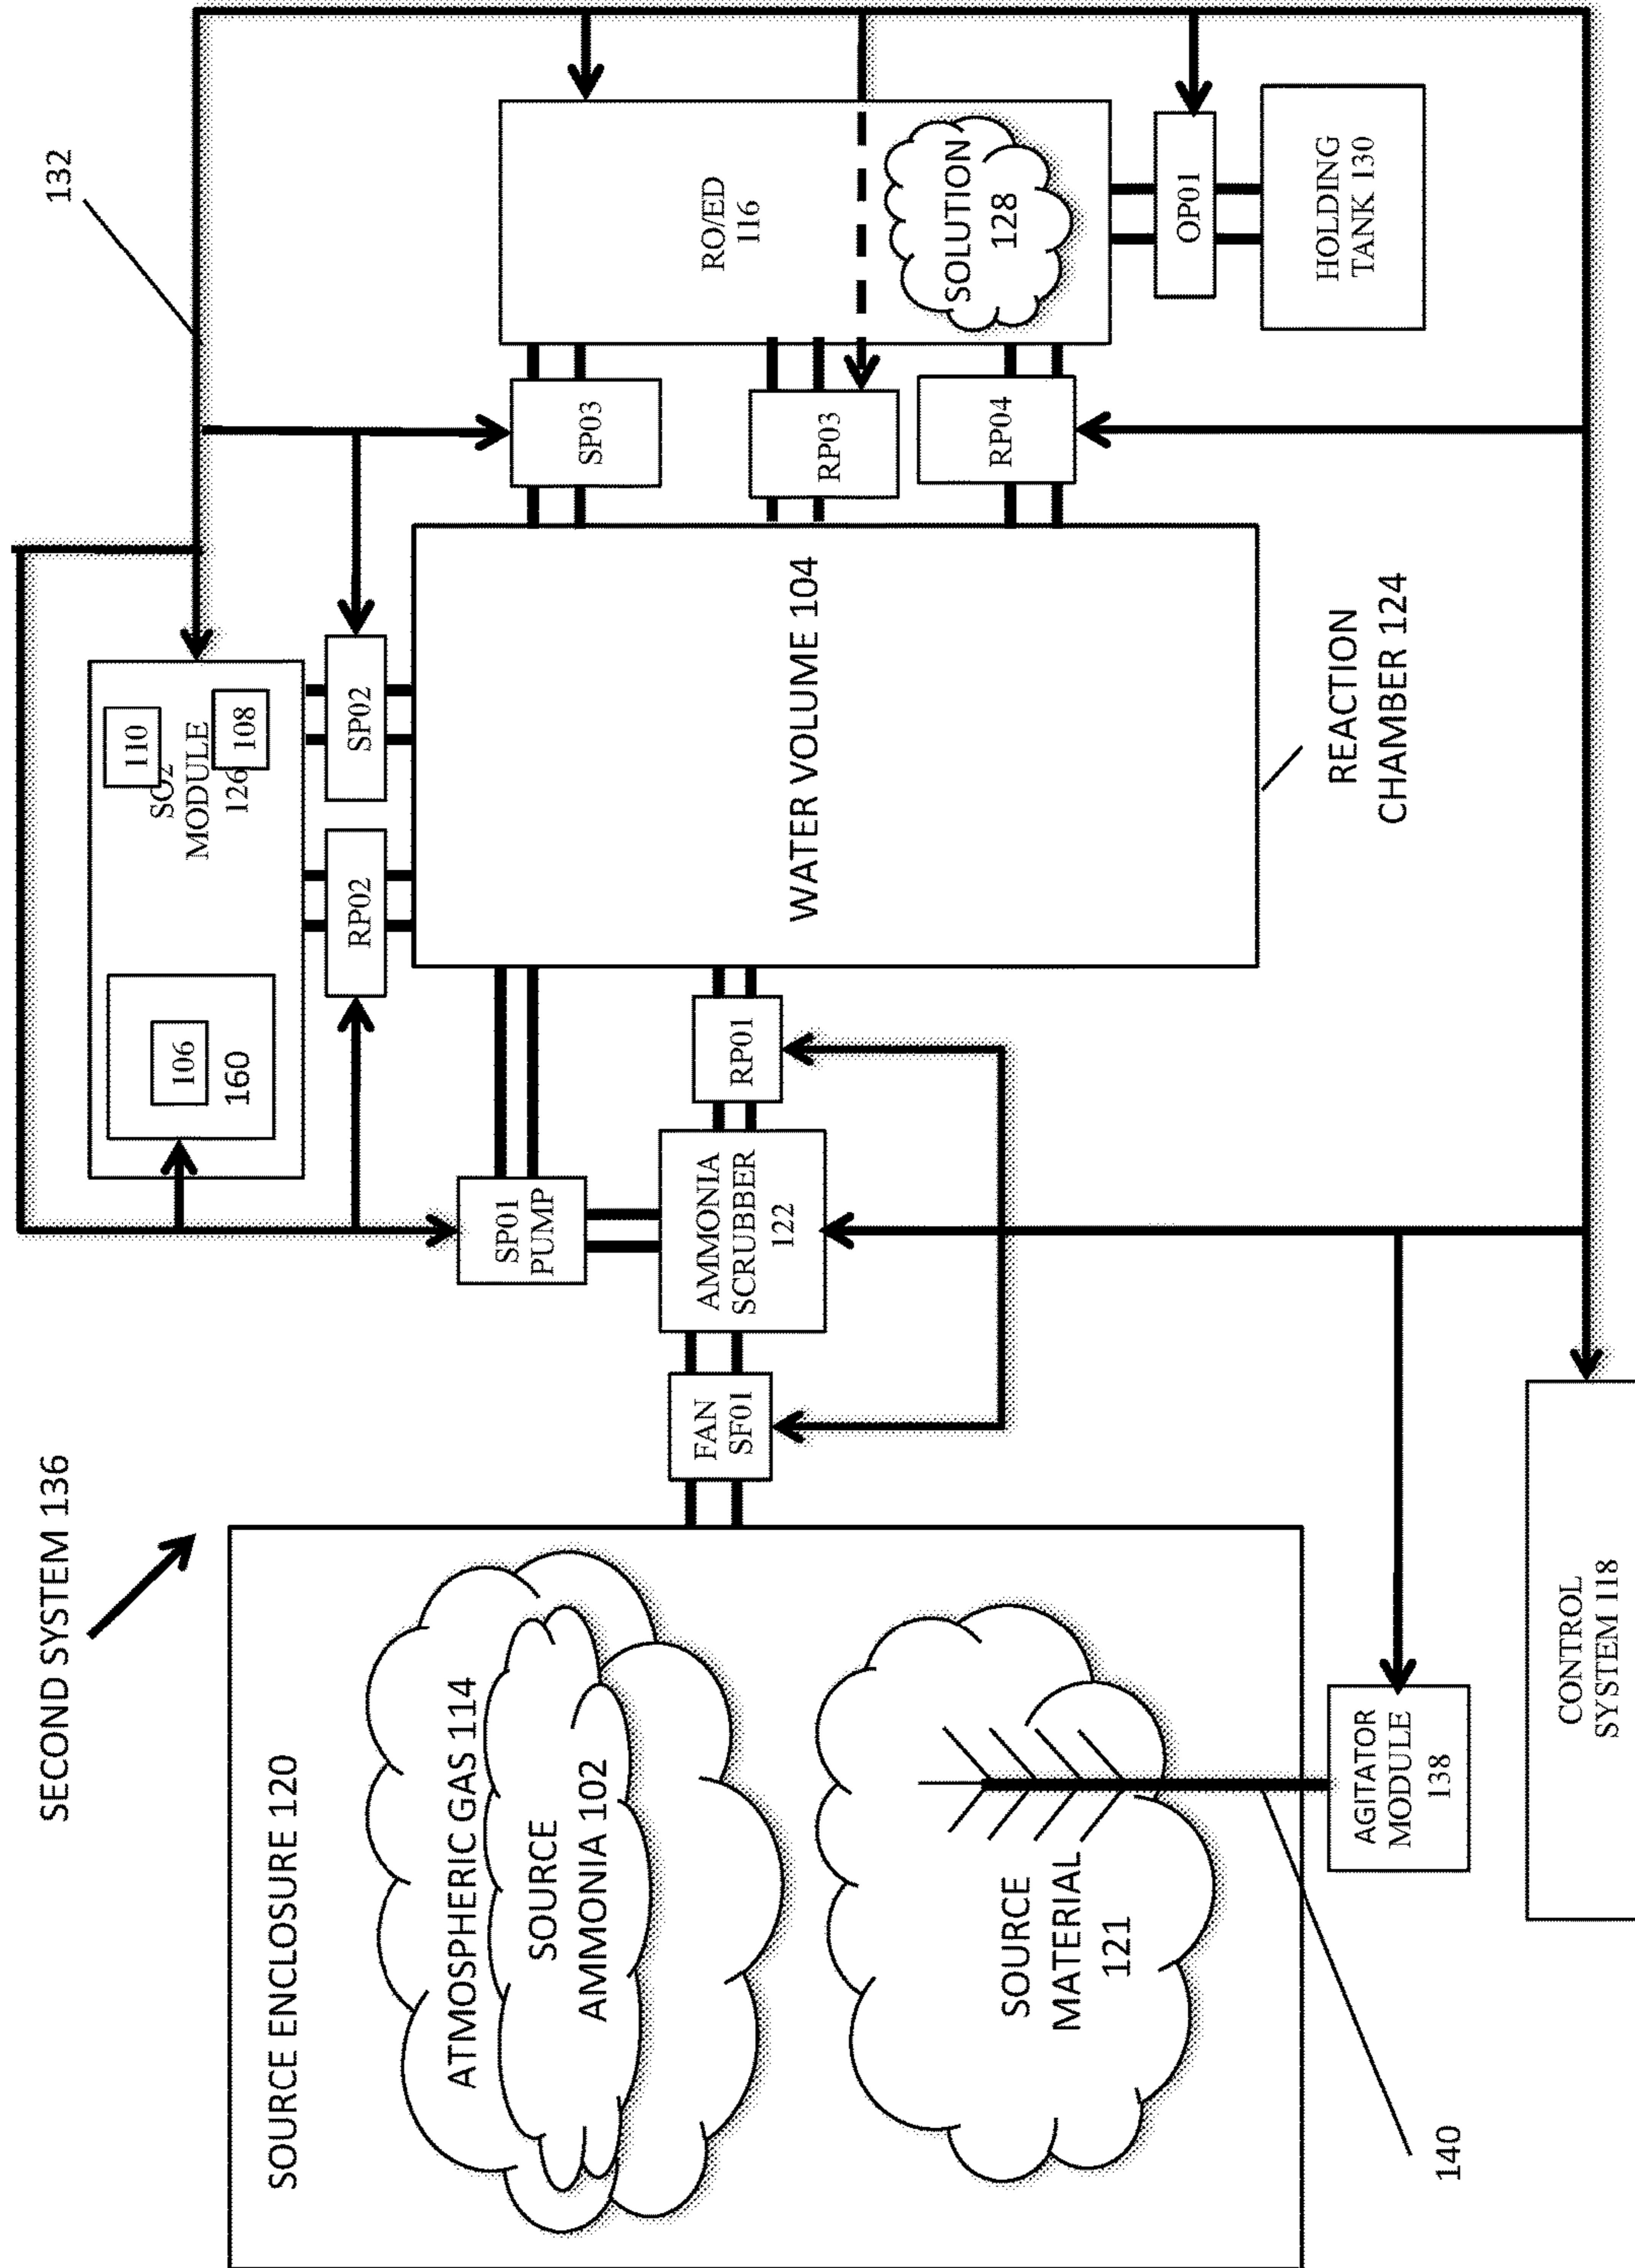 SECOND SYSTEM 136
132
SOURCE ENCLOSURE 120
ATMOSPHERIC GAS 114
SOURCE
AMMONIA 102
SOURCE
MATERIAL
121
140
AGITATOR
MODULE
138
CONTROL
SYSTEM 118
FAN
SF01
SP01
PUMP
AMMONIA
SCRUBBER
122
RP01
106
160
110
SO2
MODULE
126
108
RP02
SP02
WATER VOLUME 104
REACTION
CHAMBER 124
SP03
RP03
RP04
RO/ED
116
SOLUTION
128
OP01
HOLDING
TANK 130